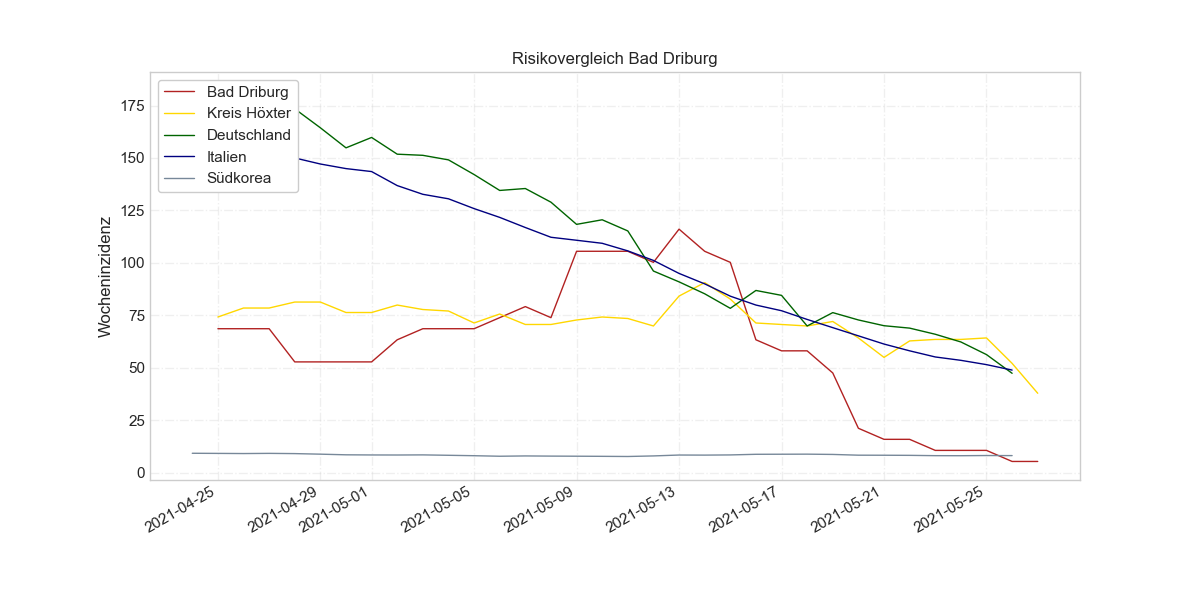 Risikovergleich Bad Driburg
Wocheninzidenz
175
150
125
100
75
50
25
0
Bad Driburg
Kreis Höxter
Deutschland
Italien
Südkorea
2021-04-25
2021-04-29
2021-05-01
2021-05-05
2021-05-09
2021-05-13
2021-05-17
2021-05-21
2021-05-25